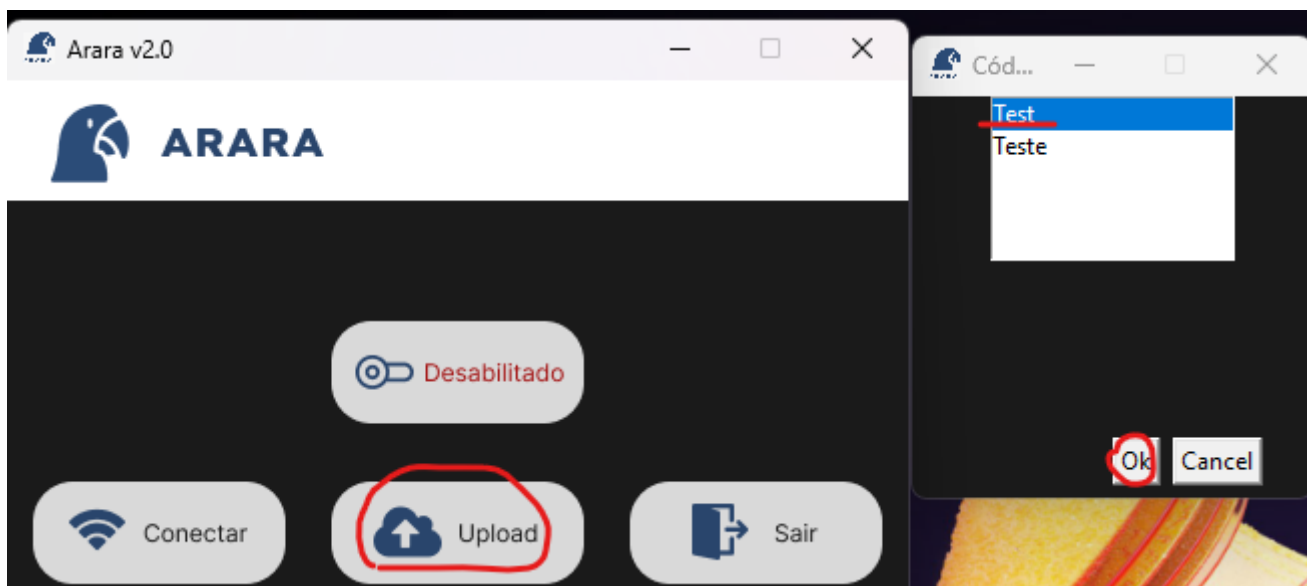 Arara v2.0
ARARA
Desabilitado
Conectar
Upload
Sair
Cód...
Test
Teste
Ok
Cancel